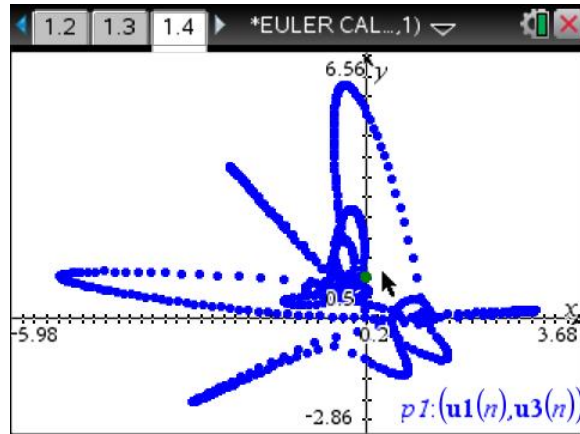 1.2 1.3 1.4 *EULER CAL...,1)
6.56 y
0.5
x
-5.98 0.2 3.68
-2.86
p1:(u1(n),u3(n))